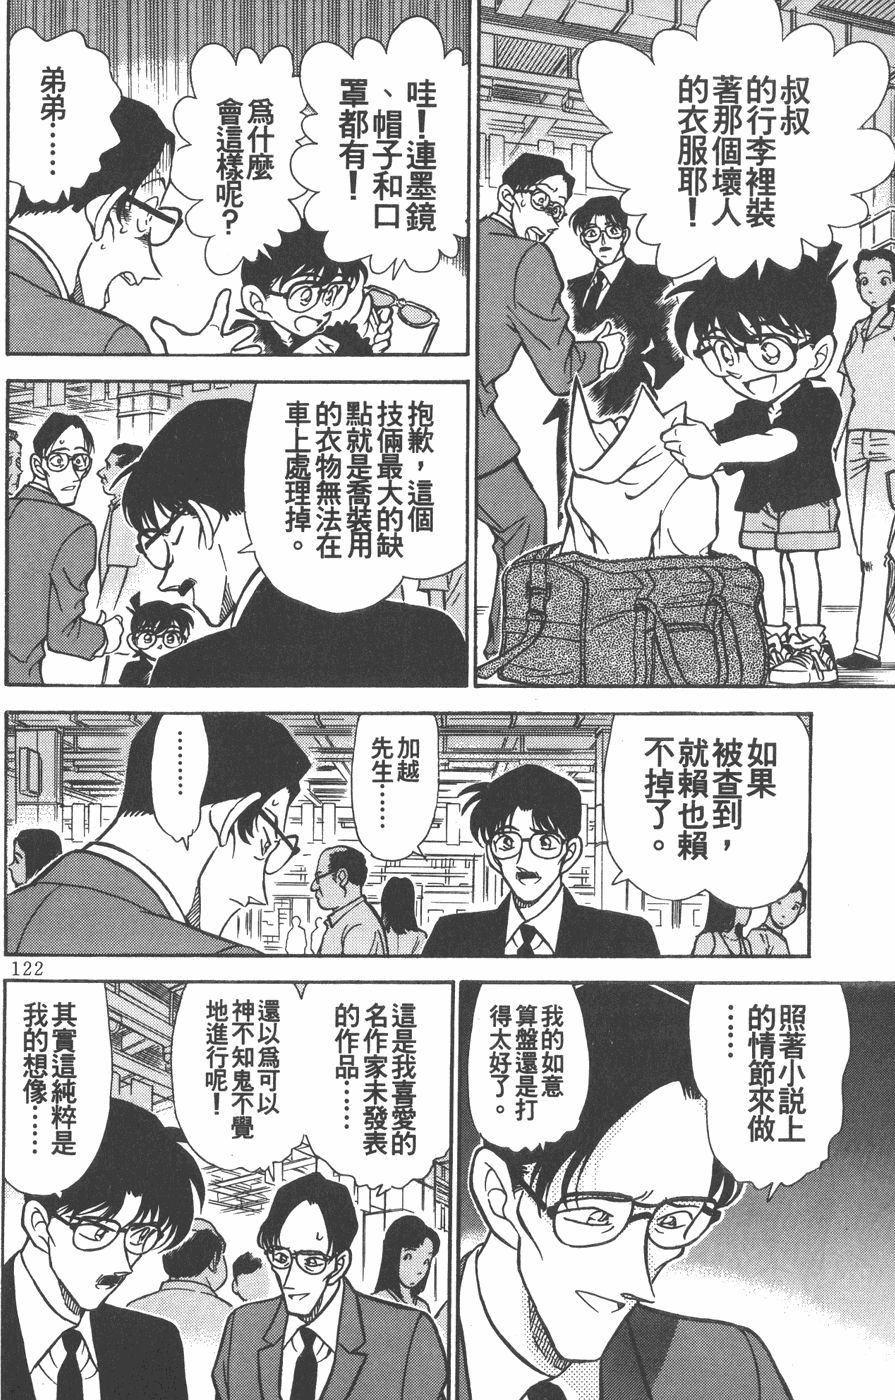 叔叔
的行李裡裝
著那個壞人
的衣服耶！
哇！連墨鏡
、帽子和口
罩都有！
為什麼
會這樣呢？
弟弟……
抱歉，這個
技倆最大的缺
點就是喬裝用
的衣物無法在
車上處理掉。
如果
被查到，
就賴也賴
不掉了。
加越
先生……
……
照著小說上
的情節來做
……
我的如意
算盤還是打
得太好了。
這是我喜愛的
名作家未發表
的作品……
還以為可以
神不知鬼不覺
地進行呢！
其實這純粹是
我的想像……
122